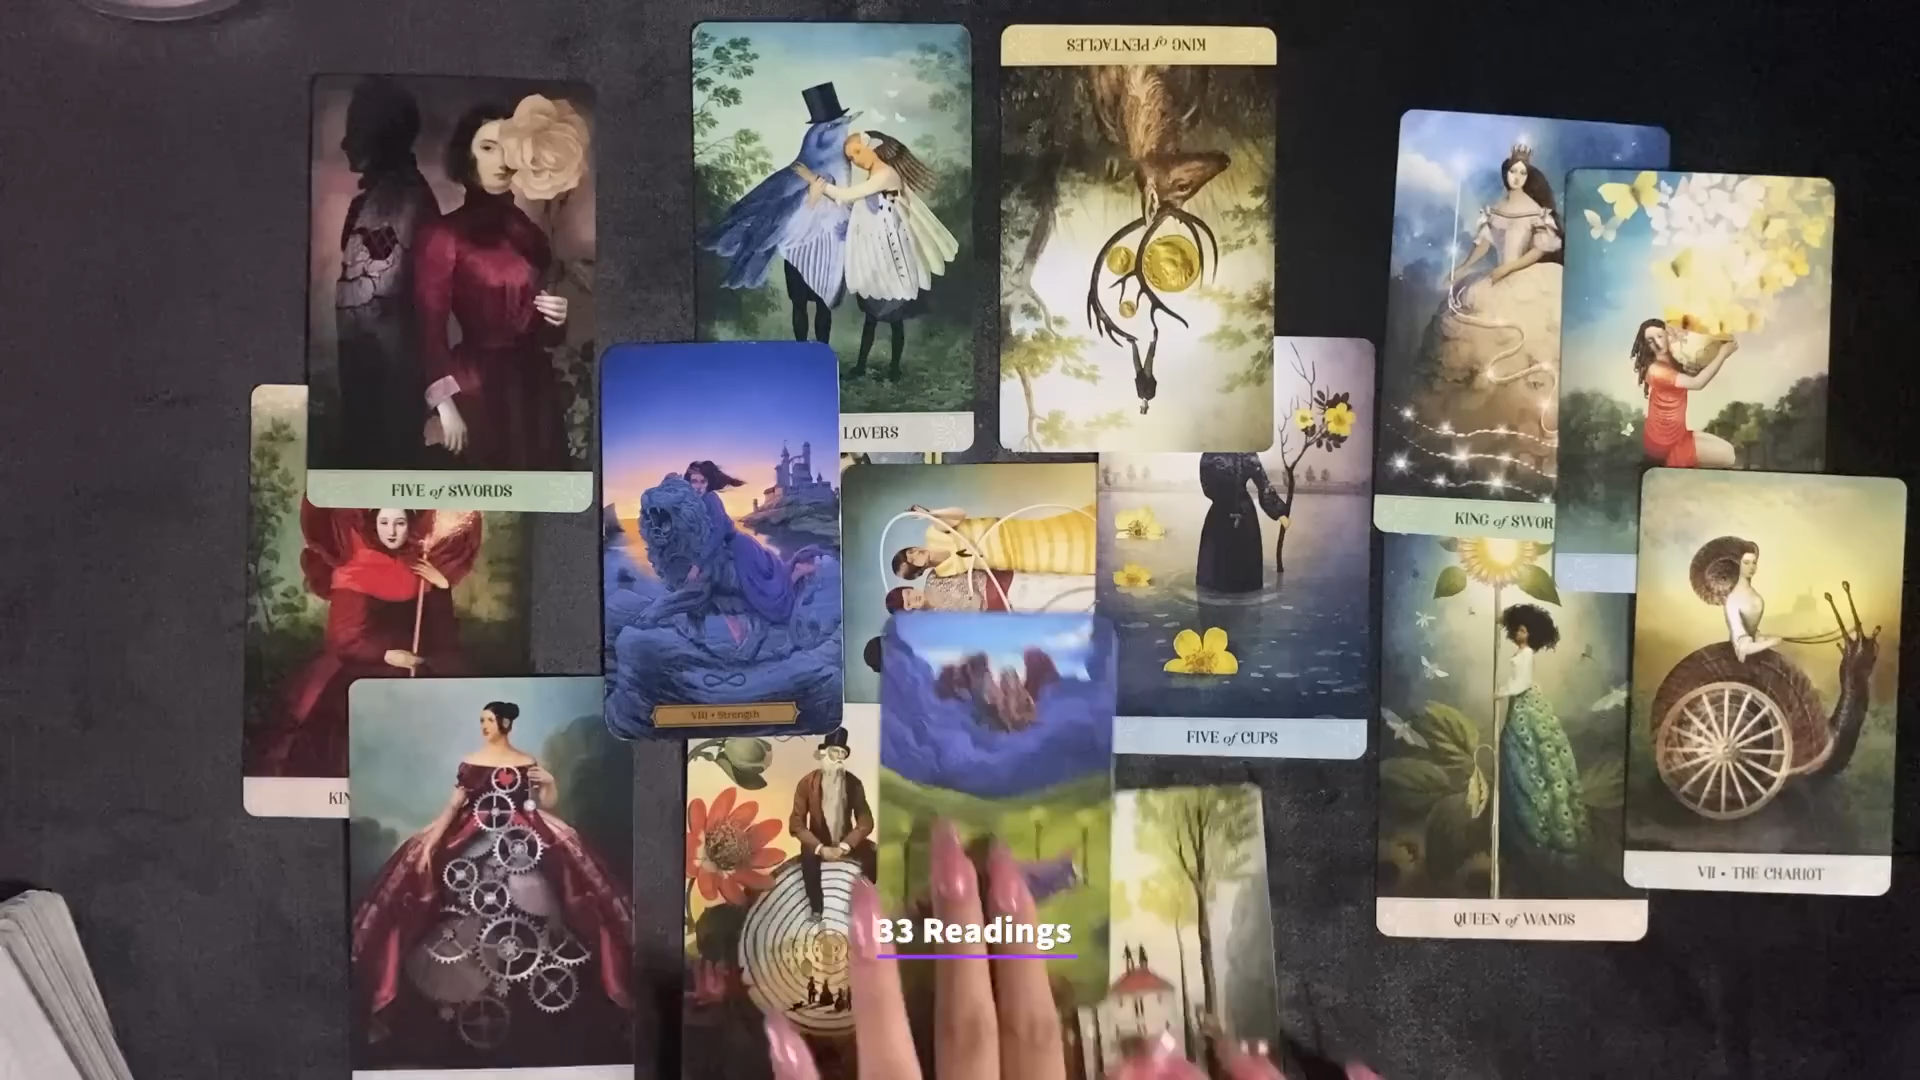 KING of PENTACLES
FIVE of SWORDS
LOVERS
KING of SWOR
VIII • Strength
FIVE of CUPS
KIN
VII • THE CHARIOT
QUEEN of WANDS
33 Readings